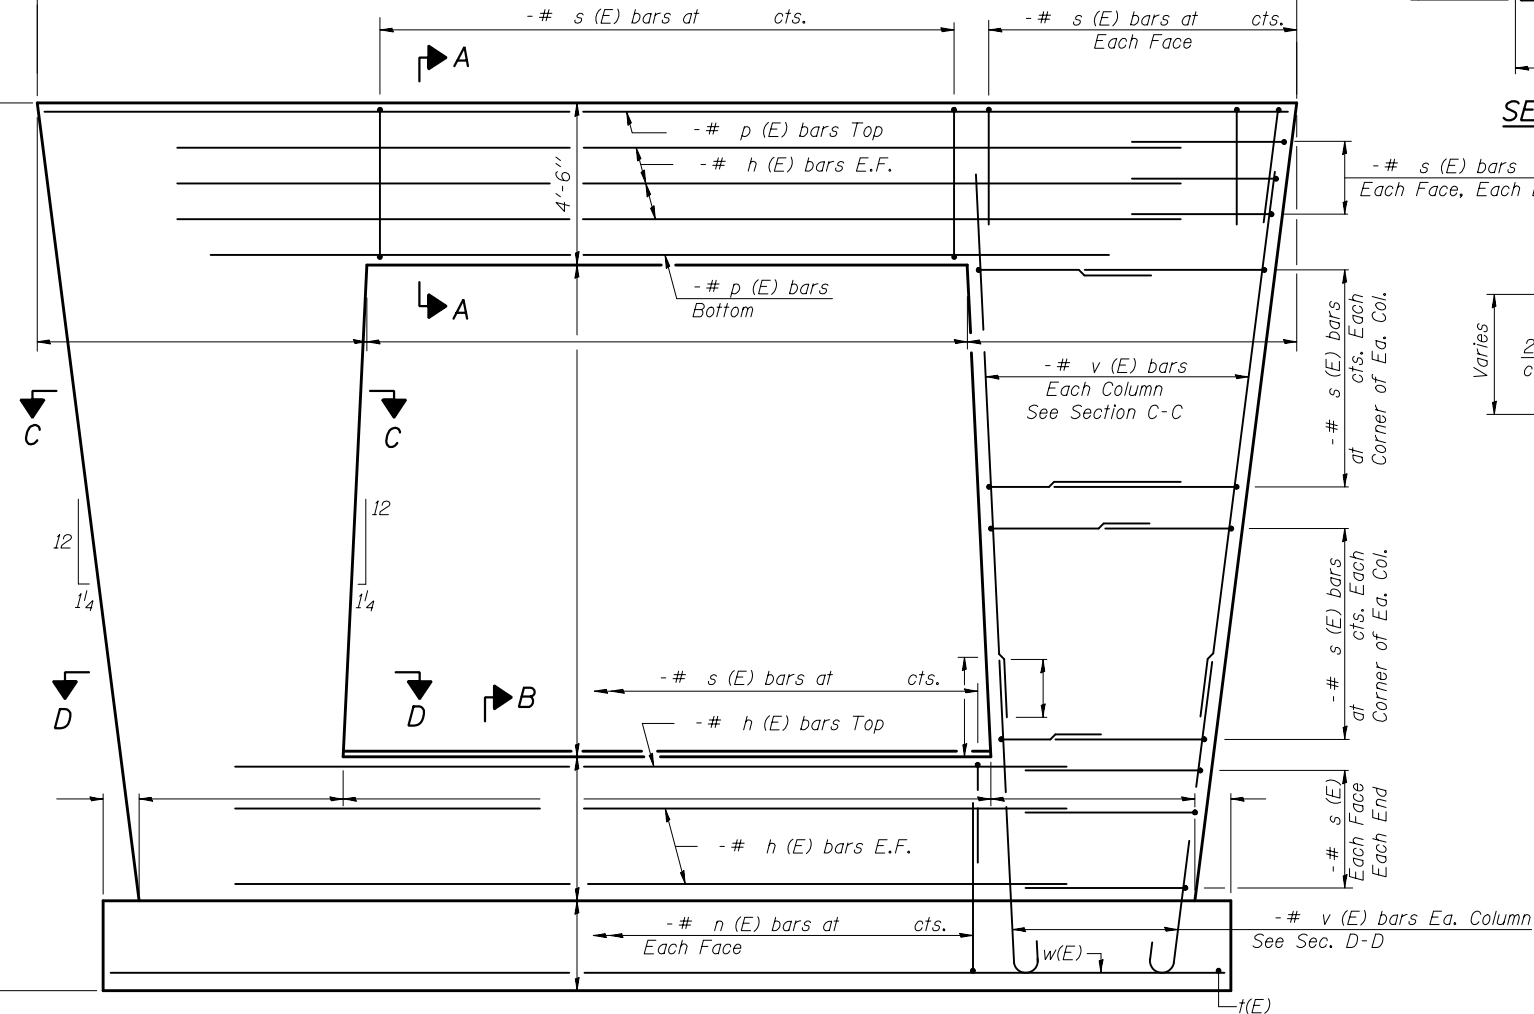 -# s (E) bars at cts.
-# s (E) bars at cts.
Each Face
A
SE
-# p (E) bars Top
-# h (E) bars E.F.
4'-6"
-# s (E) bars
Each Face, Each
-# p (E) bars
Bottom
A
-# s (E) bars
at cts. Each
Corner of Ea. Col.
Varies
2
c
-# v (E) bars
Each Column
See Section C-C
C
C
12
12
1 1/4
1 1/4
-# s (E) bars
at cts. Each
Corner of Ea. Col.
D
D
B
-# s (E) bars at cts.
-# h (E) bars Top
-# s (E)
Each Face
Each End
-# h (E) bars E.F.
-# n (E) bars at cts.
Each Face
-# v (E) bars Ea. Column
See Sec. D-D
w(E)
t(E)